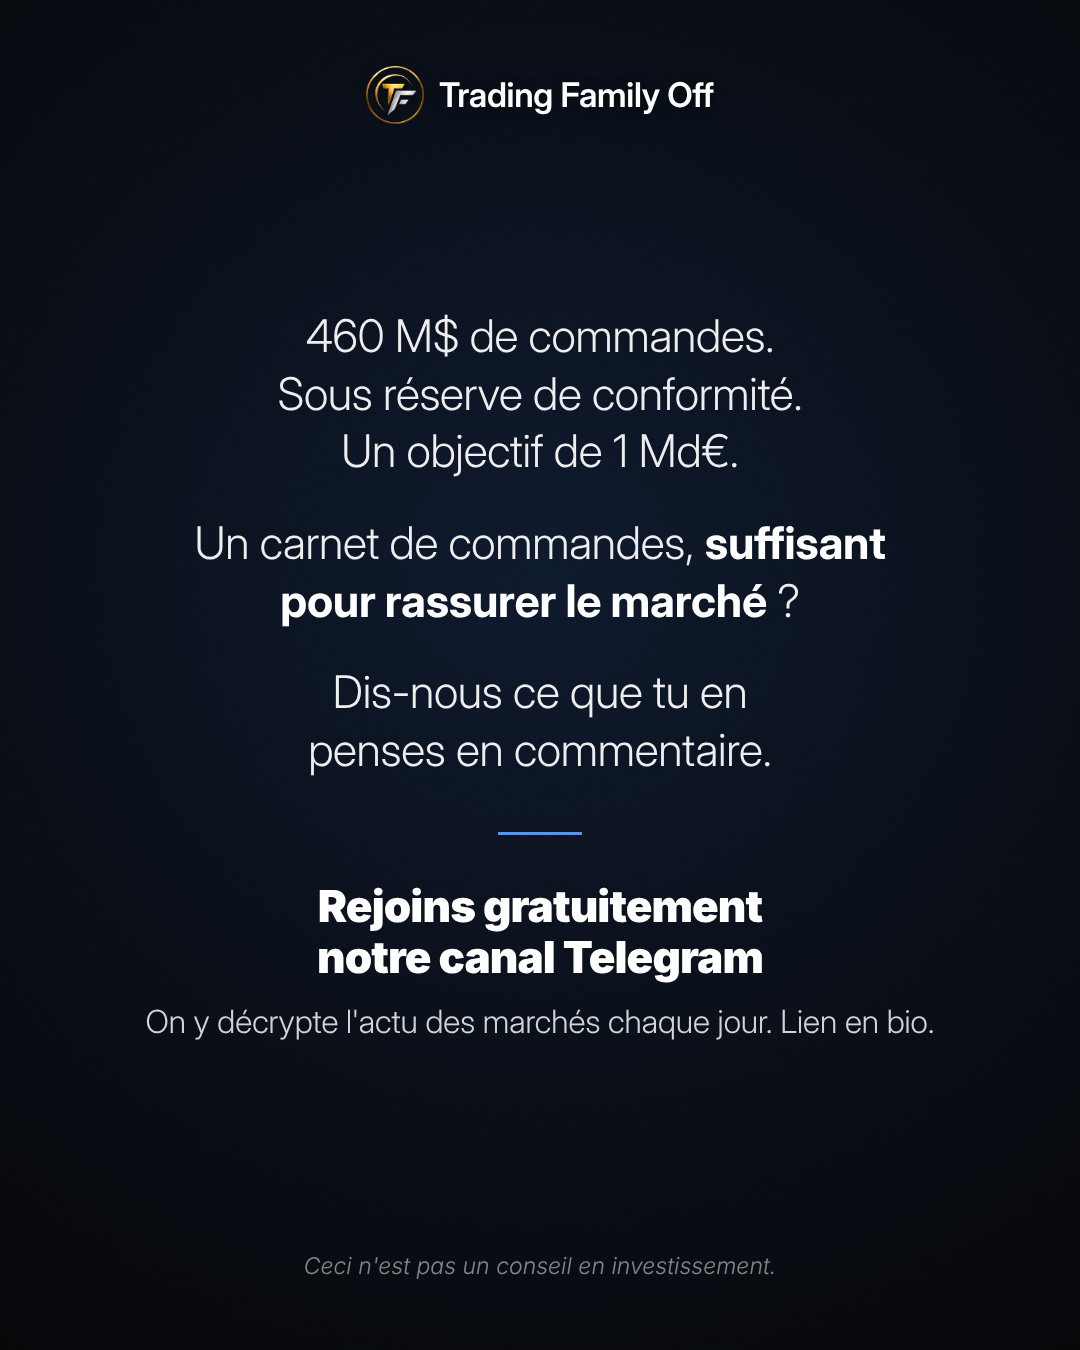 TF Trading Family Off
460 M$ de commandes.
Sous réserve de conformité.
Un objectif de 1 Md€.
Un carnet de commandes, suffisant
pour rassurer le marché ?
Dis-nous ce que tu en
penses en commentaire.
Rejoins gratuitement
notre canal Telegram
On y décrypte l'actu des marchés chaque jour. Lien en bio.
Ceci n'est pas un conseil en investissement.